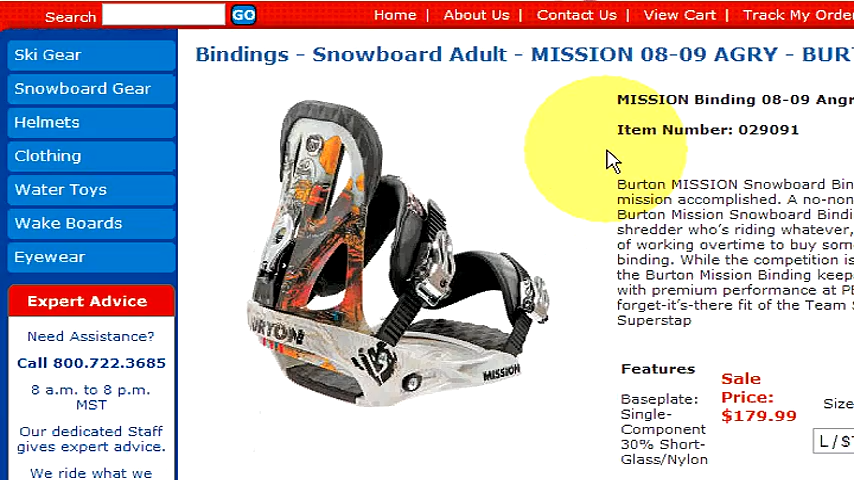 Search GO Home | About Us | Contact Us | View Cart | Track My Order
Ski Gear
Snowboard Gear
Helmets
Clothing
Water Toys
Wake Boards
Eyewear
Expert Advice
Need Assistance?
Call 800.722.3685
8 a.m. to 8 p.m.
MST
Our dedicated Staff
gives expert advice.
We ride what we
Bindings - Snowboard Adult - MISSION 08-09 AGRY - BURT
BURTON
MISSION
MISSION Binding 08-09 Angr
Item Number: 029091
Burton MISSION Snowboard Bin
mission accomplished. A no-non
Burton Mission Snowboard Bindi
shredder who's riding whatever,
of working overtime to buy som
binding. While the competition is
the Burton Mission Binding keep
with premium performance at PB
forget-it's-there fit of the Team S
Superstap
Features
Baseplate:
Single-
Component
30% Short-
Glass/Nylon
Sale
Price:
$179.99
Size
L / $1